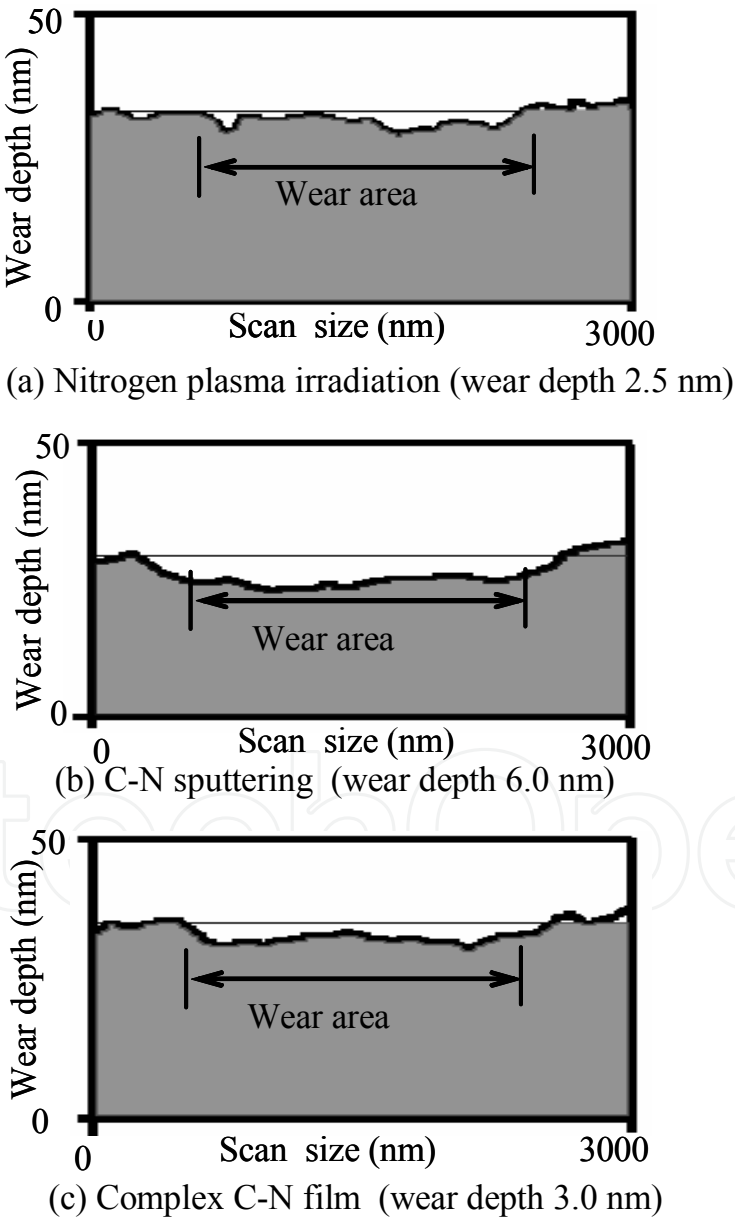 50
Wear depth (nm)
Wear area
0
0 Scan size (nm) 3000
(a) Nitrogen plasma irradiation (wear depth 2.5 nm)
50
Wear depth (nm)
Wear area
0
0 Scan size (nm) 3000
(b) C-N sputtering (wear depth 6.0 nm)
50
Wear depth (nm)
Wear area
0
0 Scan size (nm) 3000
(c) Complex C-N film (wear depth 3.0 nm)